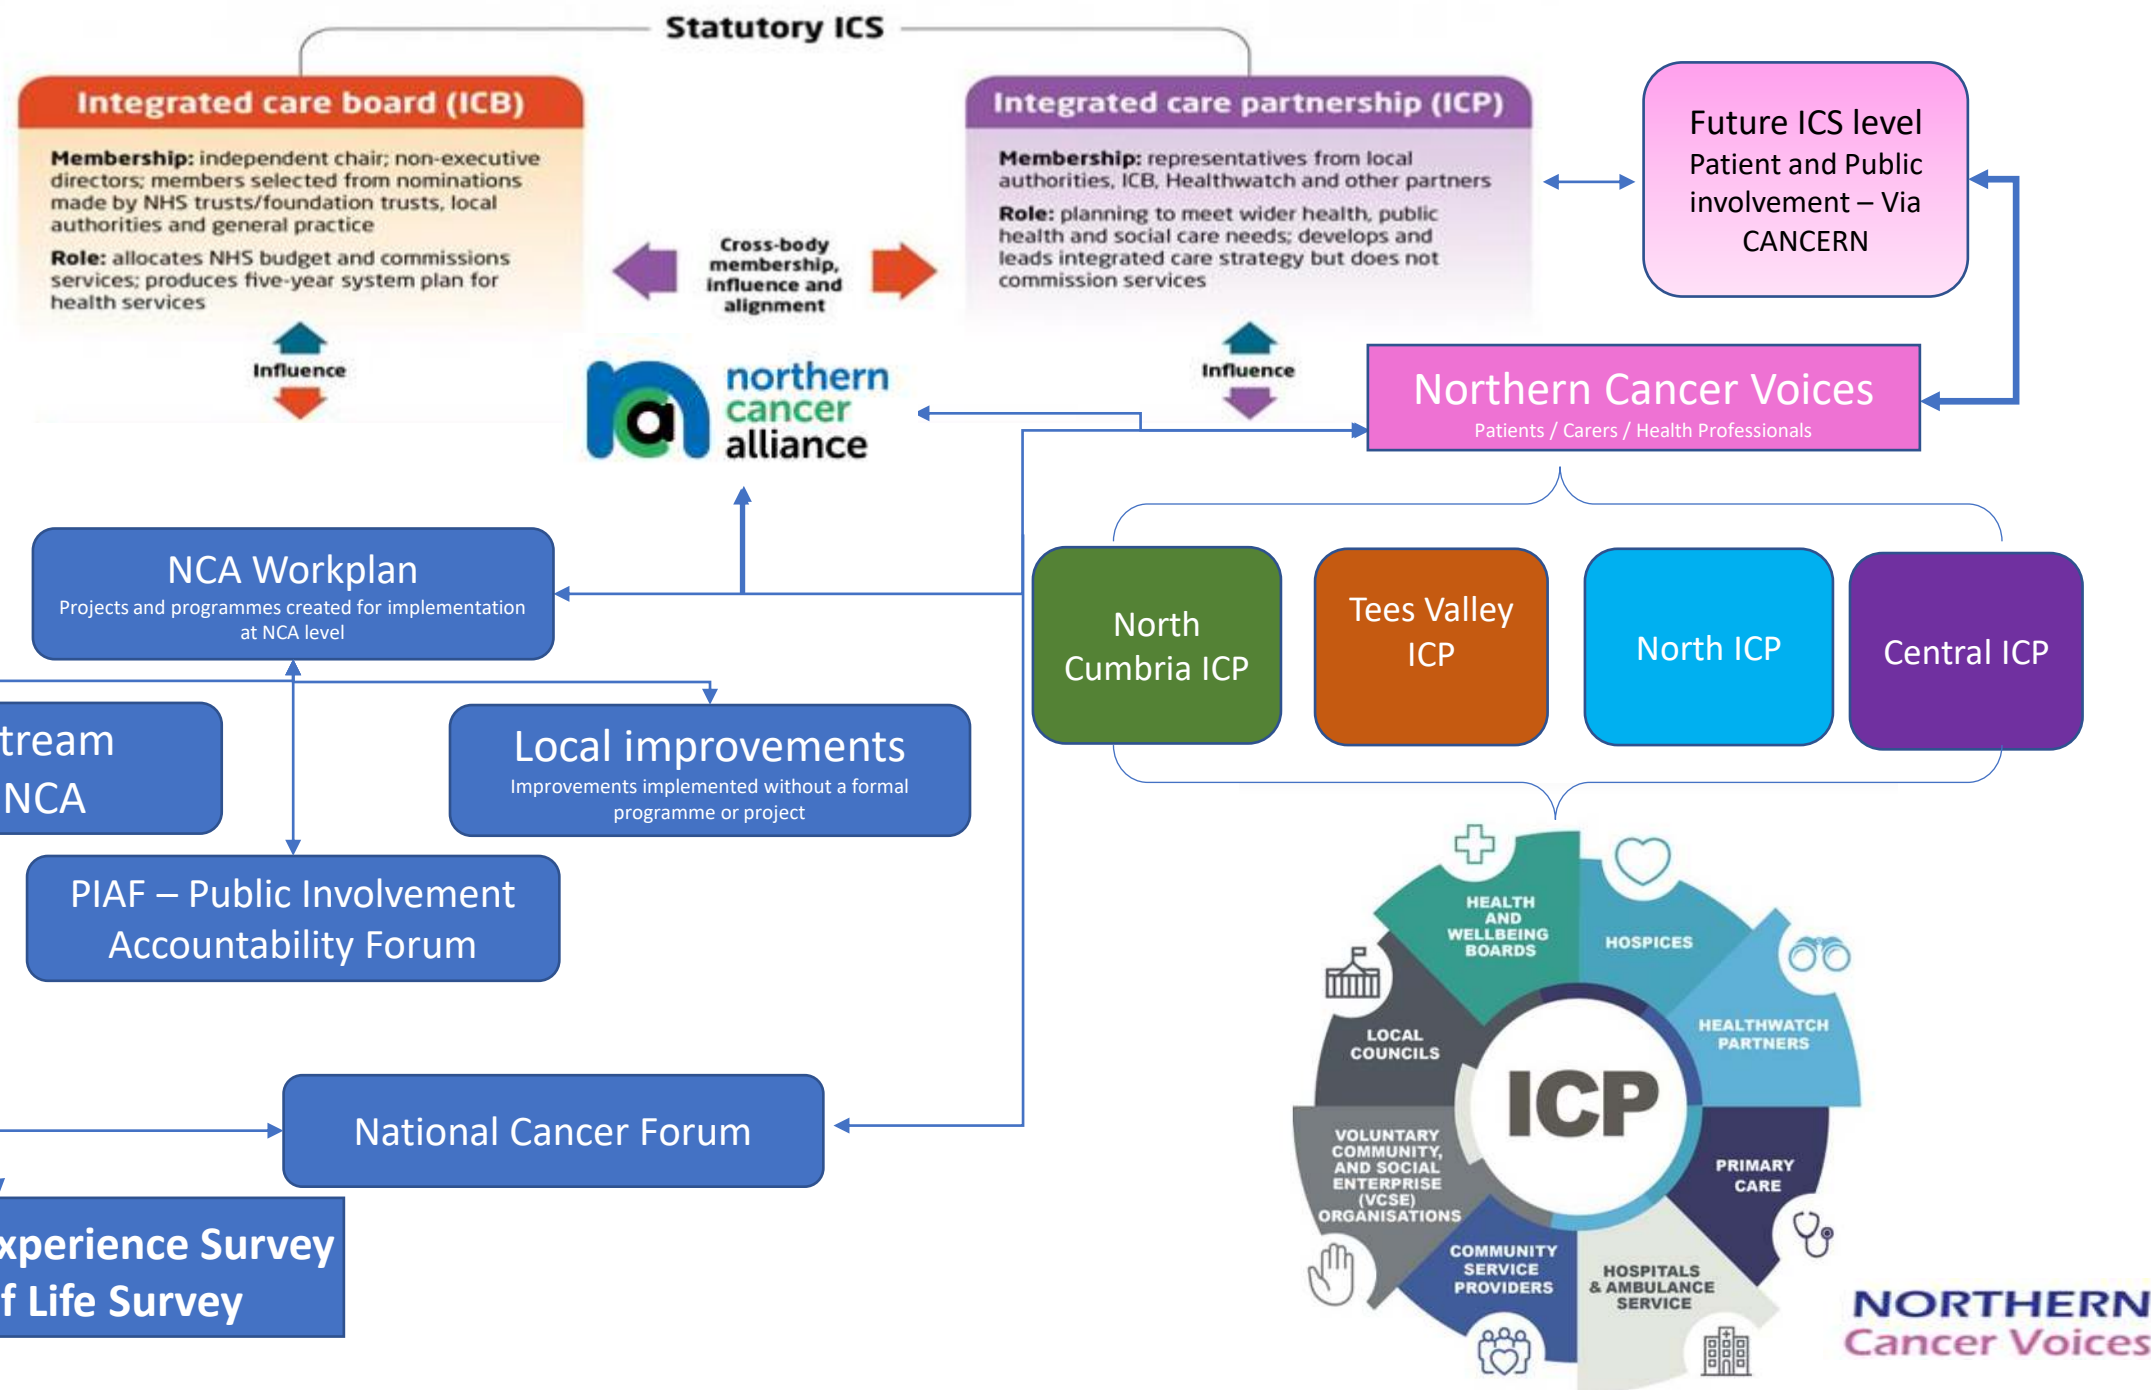 Statutory ICS
Integrated care board (ICB)
Membership: independent chair; non-executive
directors; members selected from nominations
made by NHS trusts/foundation trusts, local
authorities and general practice
Role: allocates NHS budget and commissions
services; produces five-year system plan for
health services
Influence
Cross-body
membership,
influence and
alignment
Integrated care partnership (ICP)
Membership: representatives from local
authorities, ICB, Healthwatch and other partners
Role: planning to meet wider health, public
health and social care needs; develops and
leads integrated care strategy but does not
commission services
Influence
Future ICS level
Patient and Public
involvement – Via
CANCERN
northern
cancer
alliance
Northern Cancer Voices
Patients / Carers / Health Professionals
NCA Workplan
Projects and programmes created for implementation
at NCA level
North
Cumbria ICP
Tees Valley
ICP
North ICP
Central ICP
tream
NCA
Local improvements
Improvements implemented without a formal
programme or project
PIAF – Public Involvement
Accountability Forum
National Cancer Forum
xperience Survey
f Life Survey
HEALTH
AND
WELLBEING
BOARDS
HOSPICES
HEALTHWATCH
PARTNERS
PRIMARY
CARE
HOSPITALS
& AMBULANCE
SERVICE
COMMUNITY
SERVICE
PROVIDERS
VOLUNTARY
COMMUNITY,
AND SOCIAL
ENTERPRISE
(VCSE)
ORGANISATIONS
LOCAL
COUNCILS
ICP
NORTHERN
Cancer Voices